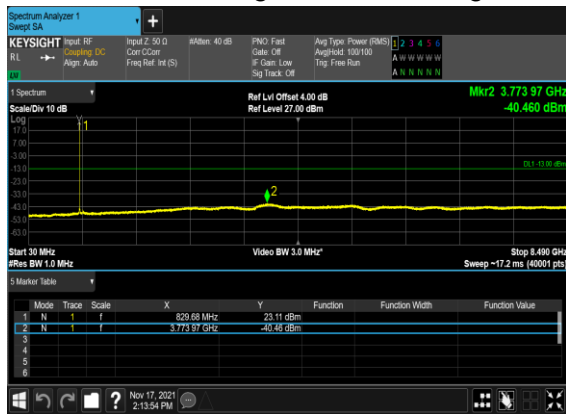 Spectrum Analyzer 1
Swept SA
+
KEYSIGHT Input: RF Input Z: 50 Ω #Atten: 40 dB PNO: Fast Avg Type: Power (RMS) 1 2 3 4 5 6
RL Coupling: DC Corr CCorr Gate: Off Avg|Hold: 100/100 A W W W W W
Align: Auto Freq Ref: Int (S) IF Gain: Low Trig: Free Run
Sig Track: Off A N N N N N
LXI
1 Spectrum Ref Lvl Offset 4.00 dB Mkr2 3.773 97 GHz
Scale/Div 10 dB Ref Level 27.00 dBm -40.460 dBm
Log
17.0
7.00
-3.00
-13.0
-23.0
-33.0
-43.0
-53.0
-63.0
1
DL1 -13.00 dBm
2
Start 30 MHz Video BW 3.0 MHz* Stop 8.490 GHz
#Res BW 1.0 MHz Sweep ~17.2 ms (40001 pts)
5 Marker Table
Mode Trace Scale X Y Function Function Width Function Value
1 N 1 f 829.68 MHz 23.11 dBm
2 N 1 f 3.773 97 GHz -40.46 dBm
3
4
5
6
? Nov 17, 2021
2:13:54 PM